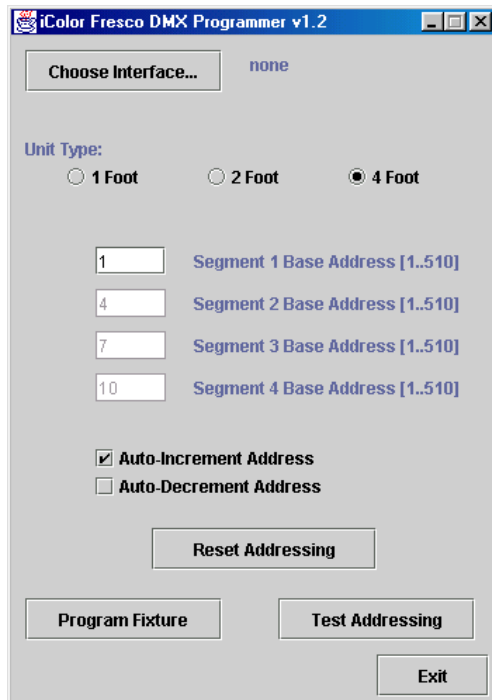 iColor Fresco DMX Programmer v1.2
Choose Interface... none
Unit Type:
1 Foot 2 Foot 4 Foot
1 Segment 1 Base Address [1..510]
4 Segment 2 Base Address [1..510]
7 Segment 3 Base Address [1..510]
10 Segment 4 Base Address [1..510]
Auto-Increment Address
Auto-Decrement Address
Reset Addressing
Program Fixture Test Addressing
Exit